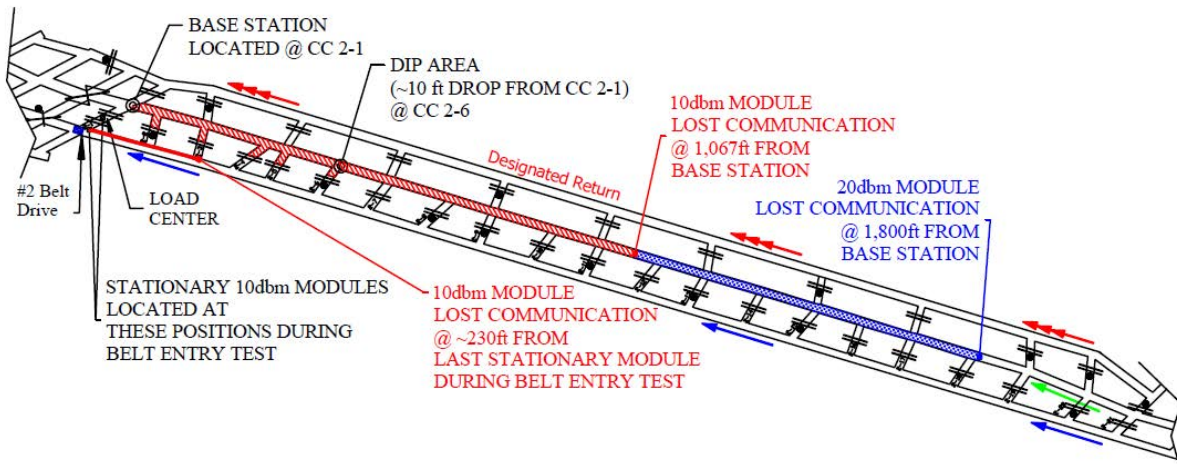 BASE STATION
LOCATED @ CC 2-1
DIP AREA
(~10 ft DROP FROM CC 2-1)
@ CC 2-6
10dbm MODULE
LOST COMMUNICATION
@ 1,067ft FROM
BASE STATION
Designated Return
20dbm MODULE
LOST COMMUNICATION
@ 1,800ft FROM
BASE STATION
#2 Belt
Drive
LOAD
CENTER
STATIONARY 10dbm MODULES
LOCATED AT
THESE POSITIONS DURING
BELT ENTRY TEST
10dbm MODULE
LOST COMMUNICATION
@ ~230ft FROM
LAST STATIONARY MODULE
DURING BELT ENTRY TEST